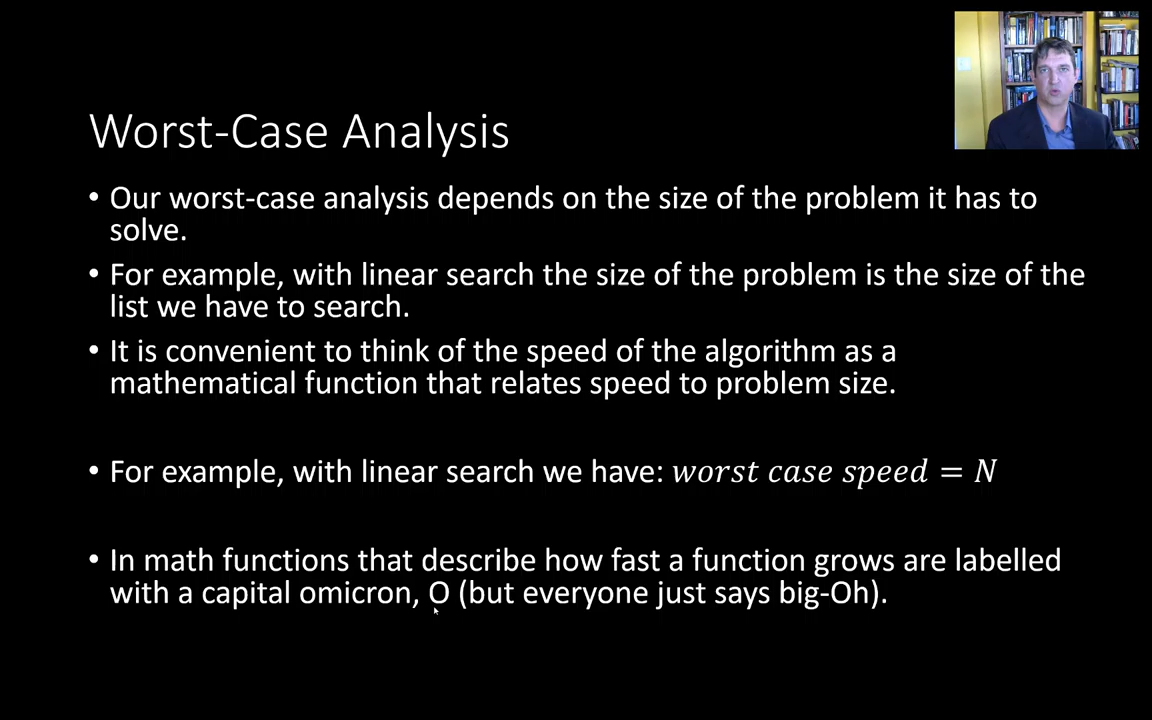 Worst-Case Analysis
• Our worst-case analysis depends on the size of the problem it has to
solve.
• For example, with linear search the size of the problem is the size of the
list we have to search.
• It is convenient to think of the speed of the algorithm as a
mathematical function that relates speed to problem size.
• For example, with linear search we have: worst case speed = N
• In math functions that describe how fast a function grows are labelled
with a capital omicron, O (but everyone just says big-Oh).